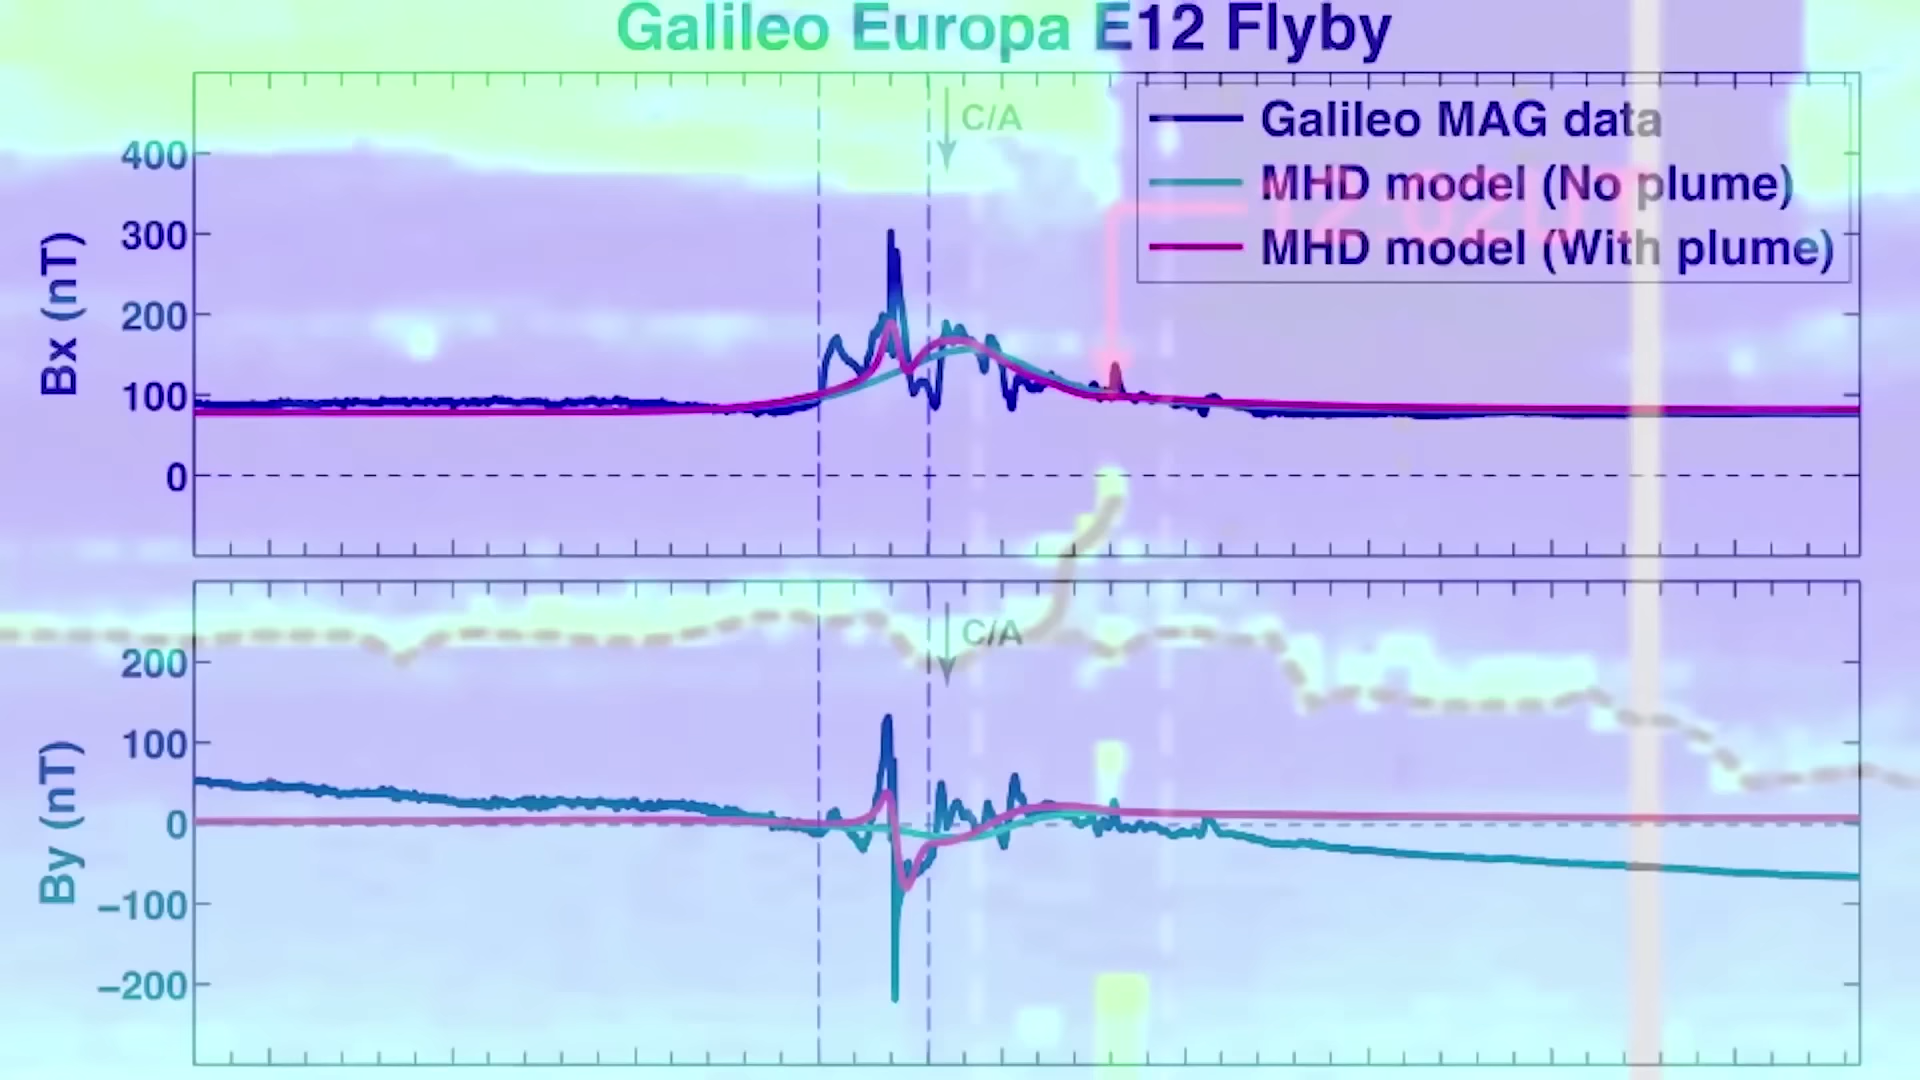 Galileo Europa E12 Flyby
C/A
Galileo MAG data
MHD model (No plume)
MHD model (With plume)
Bx (nT)
400
300
200
100
0
C/A
By (nT)
200
100
0
−100
−200